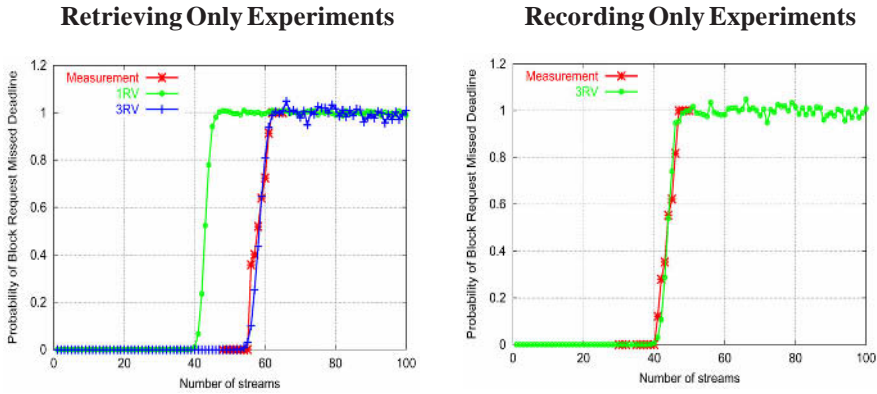 Retrieving Only Experiments
Probability of Block Request Missed Deadline
1.2
1
0.8
0.6
0.4
0.2
0
Measurement
1RV
3RV
0
20
40
60
80
100
Number of streams
Recording Only Experiments
Probability of Block Request Missed Deadline
1.2
1
0.8
0.6
0.4
0.2
0
Measurement
3RV
0
20
40
60
80
100
Number of streams